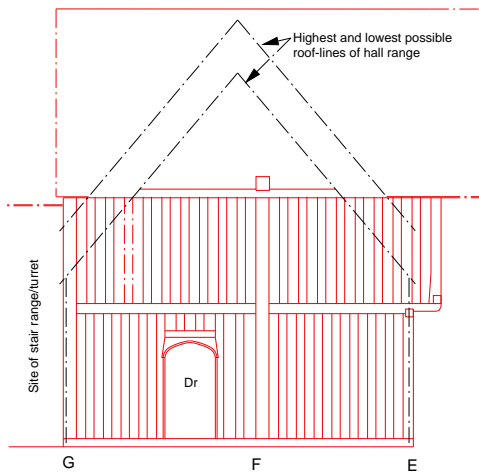 Highest and lowest possible
roof-lines of hall range
Site of stair range/turret
Dr
G
F
E